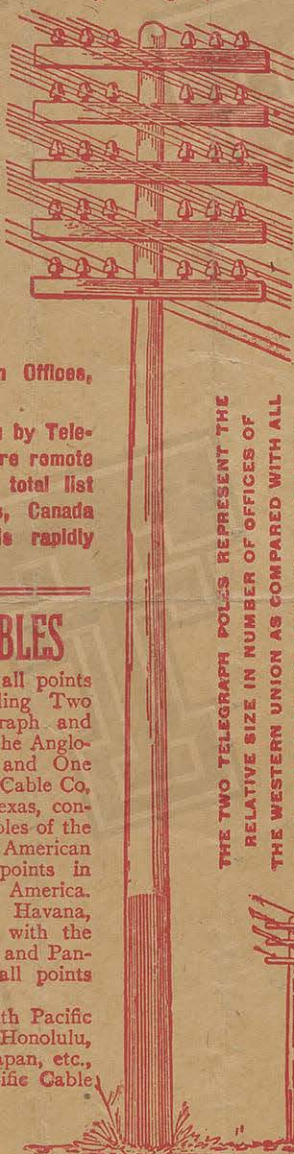 n Offices,
by Tele-
re remote
total list
s, Canada
is rapidly
BLES
all points
ling Two
raph and
he Anglo-
and One
Cable Co,
exas, con-
bles of the
American
points in
America.
Havana,
with the
and Pan-
all points
th Pacific
Honolulu,
apan, etc.,
ific Cable
THE TWO TELEGRAPH POLES REPRESENT THE
RELATIVE SIZE IN NUMBER OF OFFICES OF
THE WESTERN UNION AS COMPARED WITH ALL